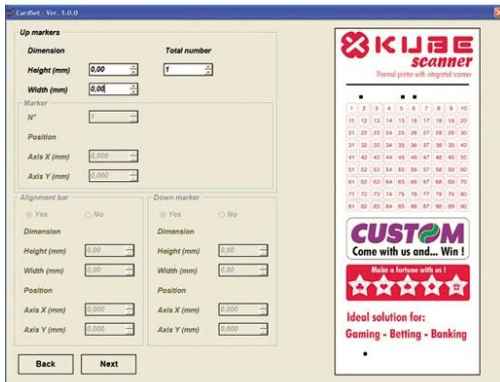 CardSet - Ver. 1.0.0
Up markers
Dimension Total number
Height (mm) 0,00 1
Width (mm) 0,00
Marker
N° 1
Position
Axis X (mm) 0,000
Axis Y (mm) 0,000
Alignment bar
Yes No
Dimension
Height (mm) 0,00
Width (mm) 0,00
Position
Axis X (mm) 0,000
Axis Y (mm) 0,000
Down marker
Yes No
Dimension
Height (mm) 0,00
Width (mm) 0,00
Position
Axis X (mm) 0,000
Axis Y (mm) 0,000
Back Next
KUBE
scanner
Thermal printer with integrated scanner
1 2 3 4 5 6 7 8 9 10
11 12 13 14 15 16 17 18 19 20
21 22 23 24 25 26 27 28 29 30
31 32 33 34 35 36 37 38 39 40
41 42 43 44 45 46 47 48 49 50
51 52 53 54 55 56 57 58 59 60
61 62 63 64 65 66 67 68 69 70
71 72 73 74 75 76 77 78 79 80
81 82 83 84 85 86 87 88 89 90
CUSTOM
Come with us and... Win !
Make a fortune with us !
Ideal solution for:
Gaming - Betting - Banking